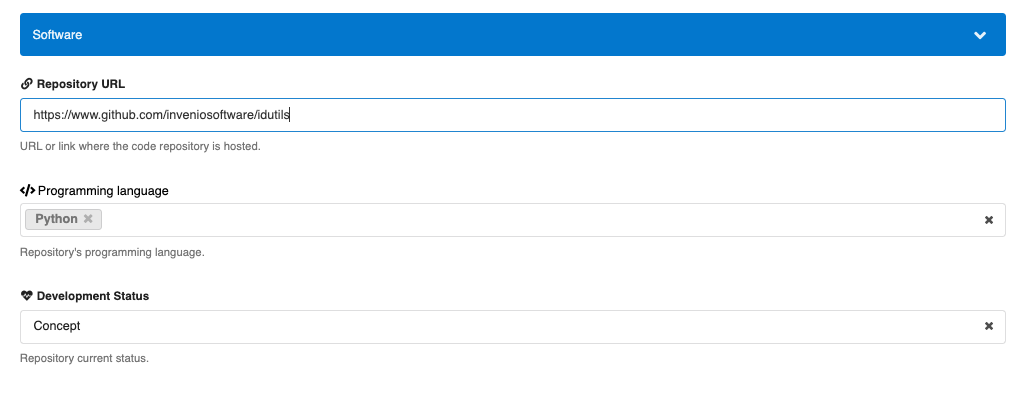 Software
Repository URL
https://www.github.com/inveniosoftware/idutils
URL or link where the code repository is hosted.
Programming language
Python
Repository's programming language.
Development Status
Concept
Repository current status.